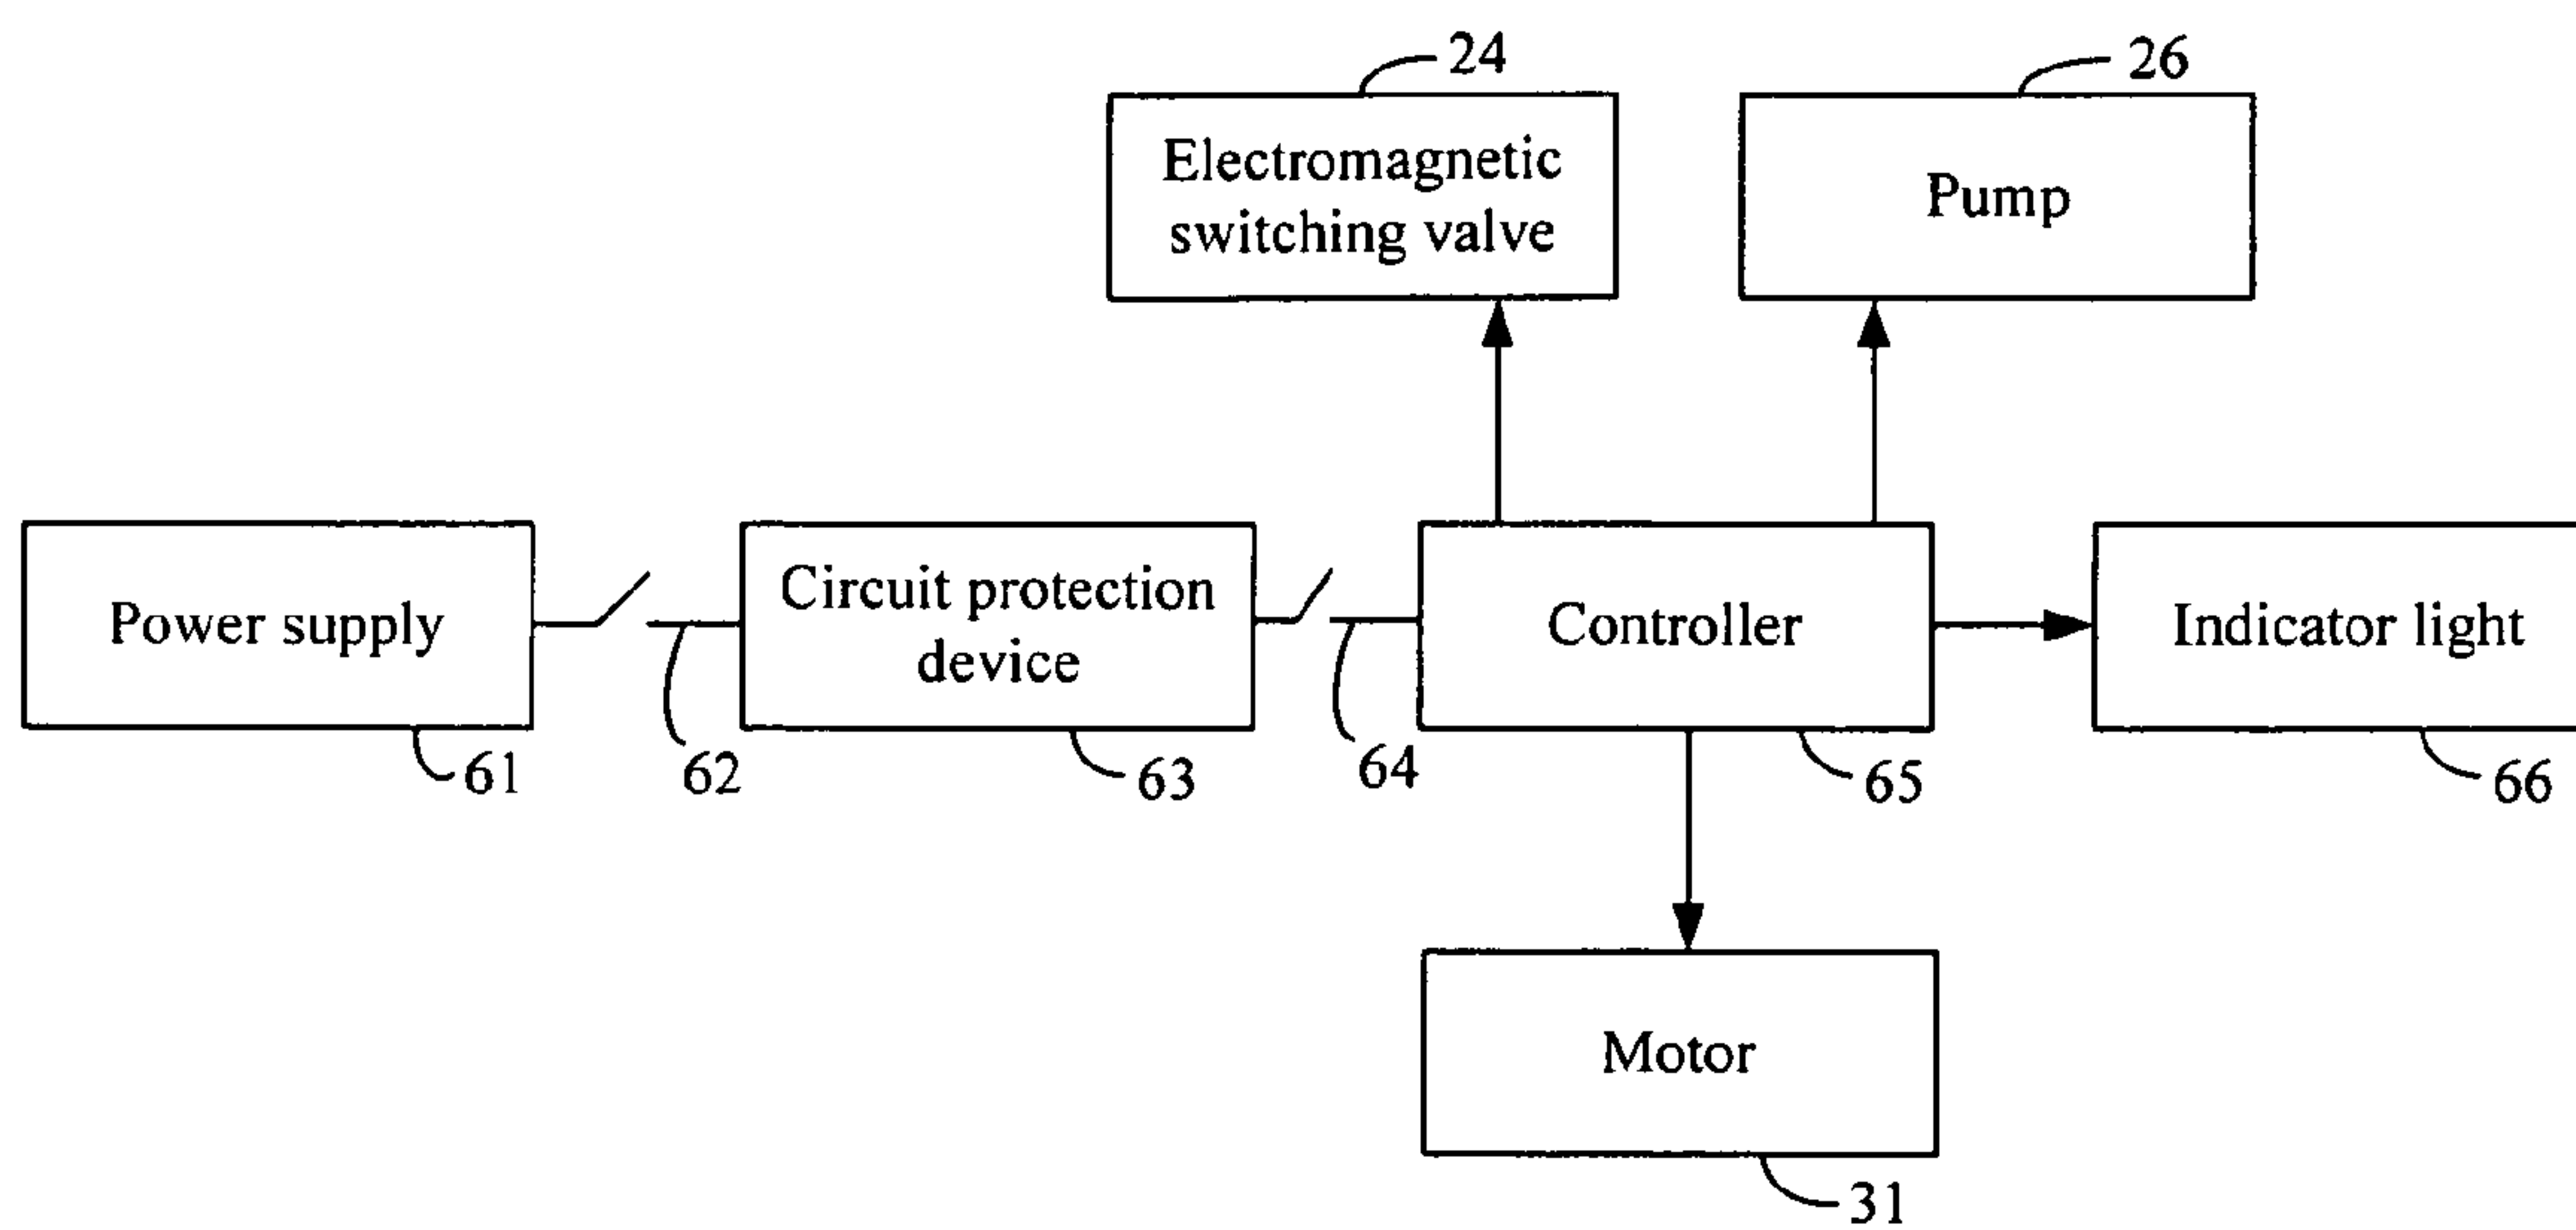 24
26
Electromagnetic
switching valve
Pump
Power supply
Circuit protection
device
Controller
Indicator light
61
62
63
64
65
66
Motor
31